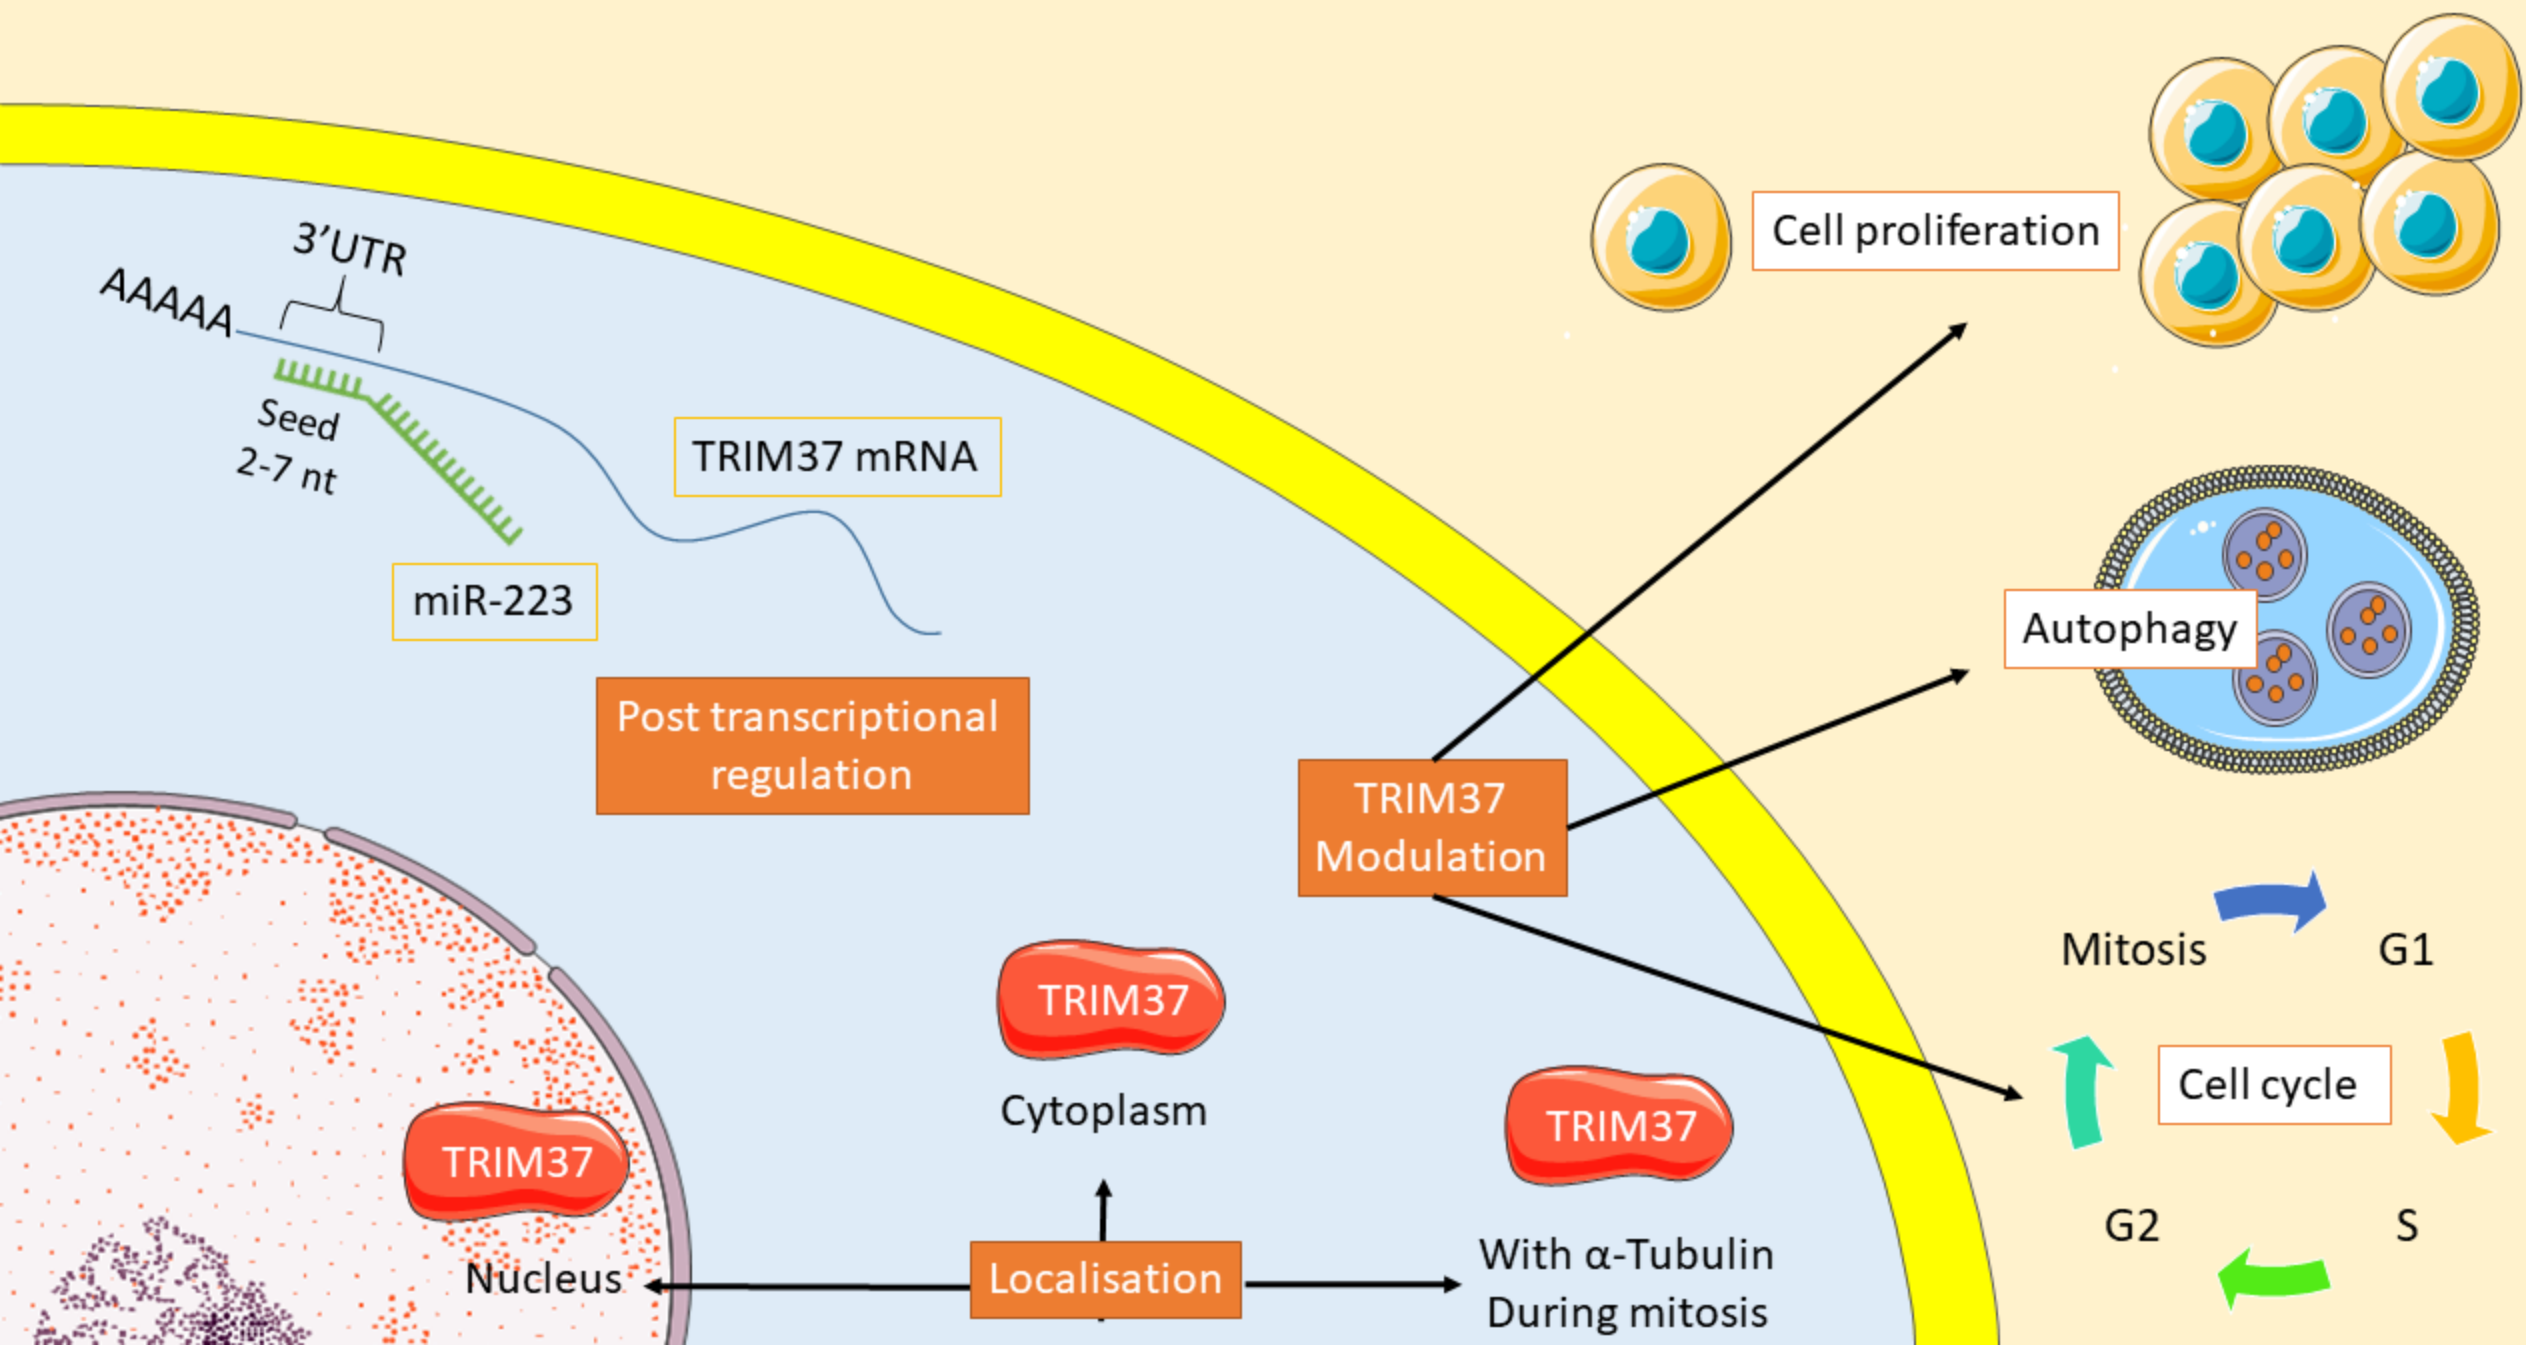 3’UTR
AAAAA
Seed
2-7 nt
TRIM37 mRNA
miR-223
Post transcriptional
regulation
Cell proliferation
Autophagy
TRIM37
Modulation
Mitosis
G1
Cell cycle
G2
S
TRIM37
Cytoplasm
TRIM37
With α-Tubulin
During mitosis
TRIM37
Nucleus
Localisation